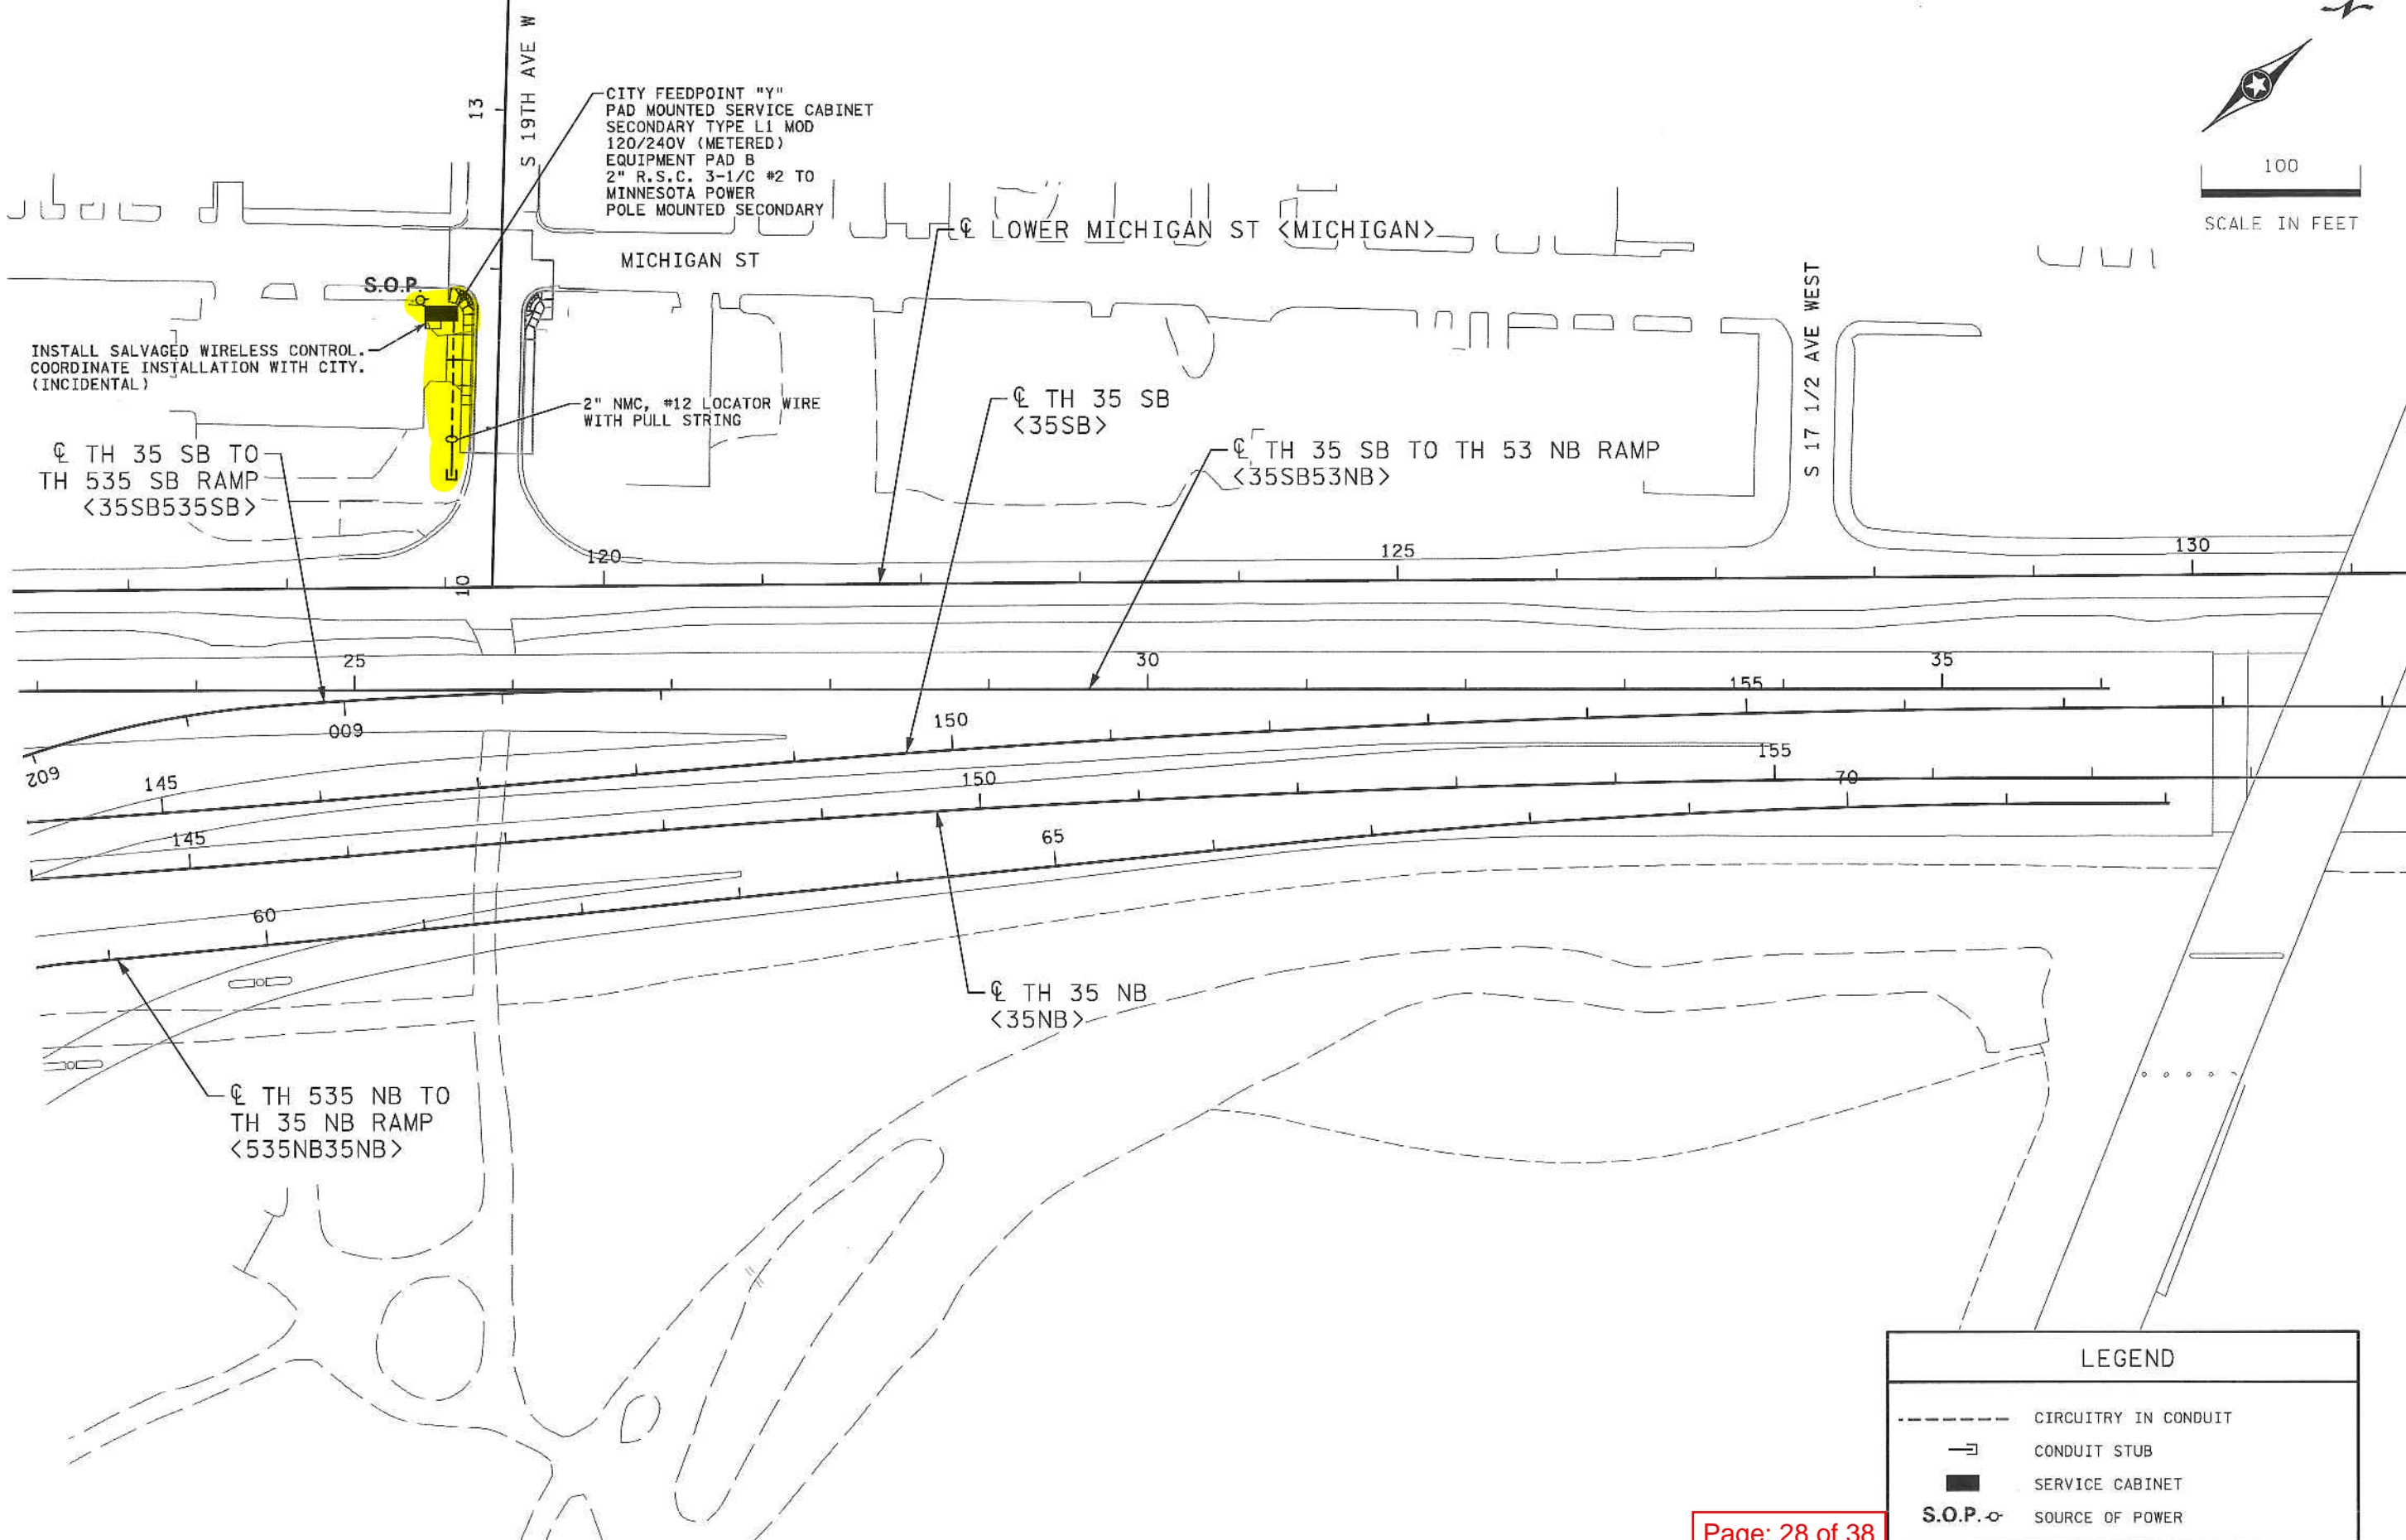 S 19TH AVE W
13
CITY FEEDPOINT "Y"
PAD MOUNTED SERVICE CABINET
SECONDARY TYPE L1 MOD
120/240V (METERED)
EQUIPMENT PAD B
2" R.S.C. 3-1/C #2 TO
MINNESOTA POWER
POLE MOUNTED SECONDARY
100
SCALE IN FEET
℄ LOWER MICHIGAN ST <MICHIGAN>
MICHIGAN ST
S.O.P.
INSTALL SALVAGED WIRELESS CONTROL.
COORDINATE INSTALLATION WITH CITY.
(INCIDENTAL)
2" NMC, #12 LOCATOR WIRE
WITH PULL STRING
℄ TH 35 SB
<35SB>
S 17 1/2 AVE WEST
℄ TH 35 SB TO
TH 535 SB RAMP
<35SB535SB>
℄ TH 35 SB TO TH 53 NB RAMP
<35SB53NB>
10
120
125
130
25
30
35
155
600
150
602
145
150
155
70
145
65
60
℄ TH 35 NB
<35NB>
℄ TH 535 NB TO
TH 35 NB RAMP
<535NB35NB>
LEGEND
CIRCUITRY IN CONDUIT
CONDUIT STUB
SERVICE CABINET
S.O.P. SOURCE OF POWER
Page: 28 of 38